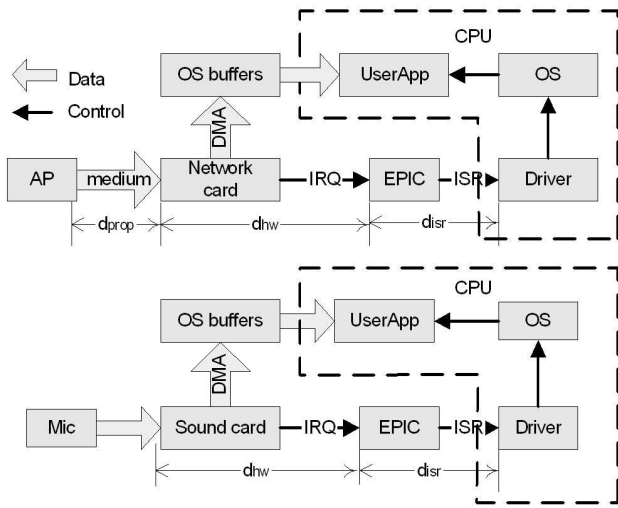 CPU
OS buffers
UserApp
OS
Data
Control
DMA
AP
medium
Network card
IRQ
EPIC
ISR
Driver
dprop
dhw
disr
CPU
OS buffers
UserApp
OS
DMA
Mic
Sound card
IRQ
EPIC
ISR
Driver
dhw
disr